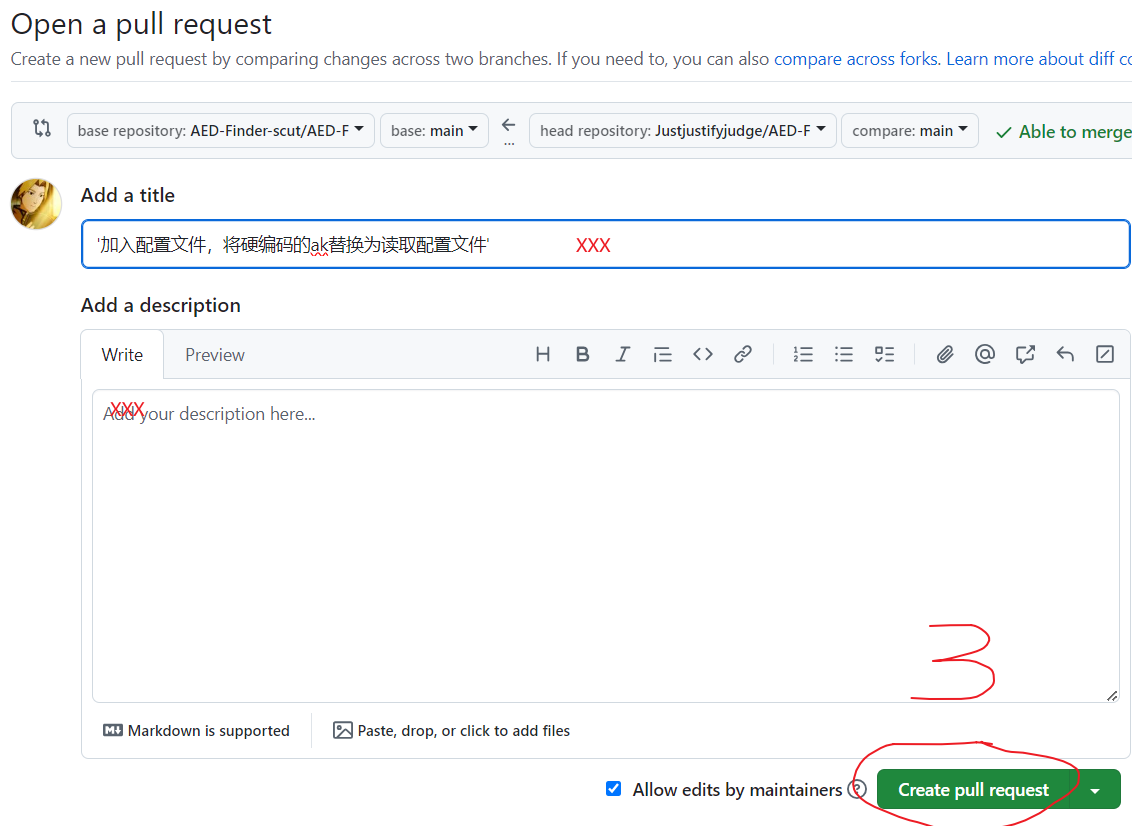 Open a pull request
Create a new pull request by comparing changes across two branches. If you need to, you can also compare across forks. Learn more about diff co
base repository: AED-Finder-scut/AED-F base: main ... head repository: Justjustifyjudge/AED-F compare: main Able to merge
Add a title
'加入配置文件，将硬编码的ak替换为读取配置文件' XXX
Add a description
Write Preview
XXX
Add your description here...
3
Markdown is supported Paste, drop, or click to add files
Allow edits by maintainers Create pull request